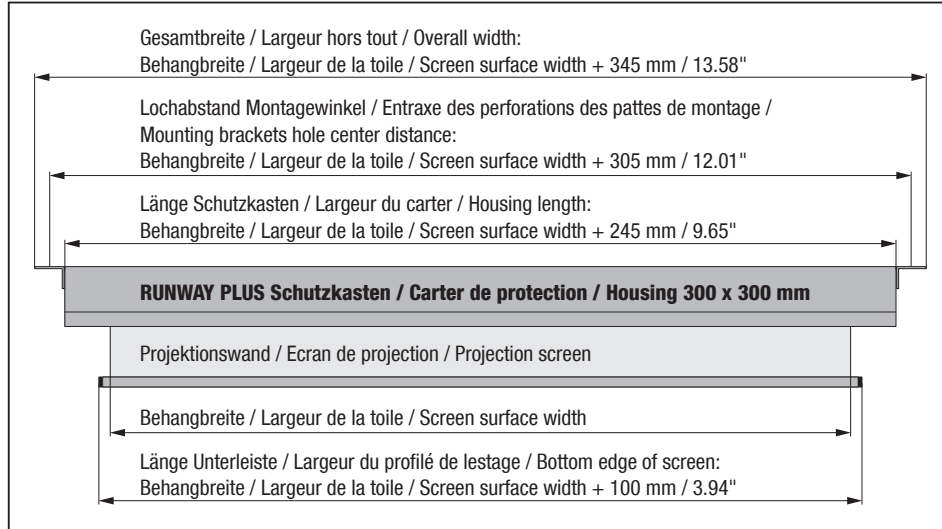 Gesamtbreite / Largeur hors tout / Overall width:
Behangbreite / Largeur de la toile / Screen surface width + 345 mm / 13.58"
Lochabstand Montagewinkel / Entraxe des perforations des pattes de montage /
Mounting brackets hole center distance:
Behangbreite / Largeur de la toile / Screen surface width + 305 mm / 12.01"
Länge Schutzkasten / Largeur du carter / Housing length:
Behangbreite / Largeur de la toile / Screen surface width + 245 mm / 9.65"
RUNWAY PLUS Schutzkasten / Carter de protection / Housing 300 x 300 mm
Projektionswand / Ecran de projection / Projection screen
Behangbreite / Largeur de la toile / Screen surface width
Länge Unterleiste / Largeur du profilé de lestage / Bottom edge of screen:
Behangbreite / Largeur de la toile / Screen surface width + 100 mm / 3.94"